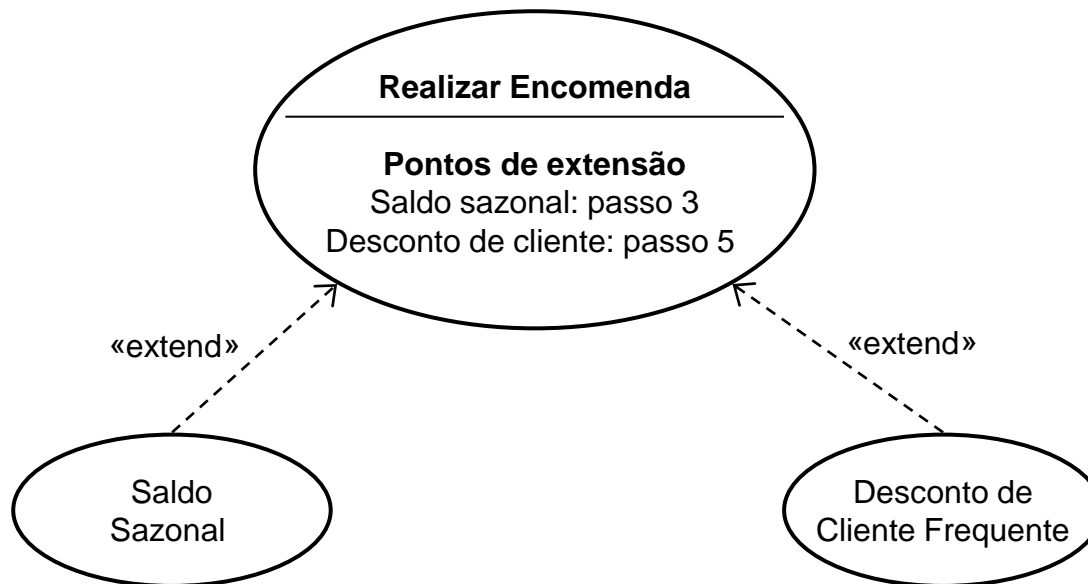 Realizar Encomenda
Pontos de extensão
Saldo sazonal: passo 3
Desconto de cliente: passo 5
«extend»
«extend»
Saldo
Sazonal
Desconto de
Cliente Frequente